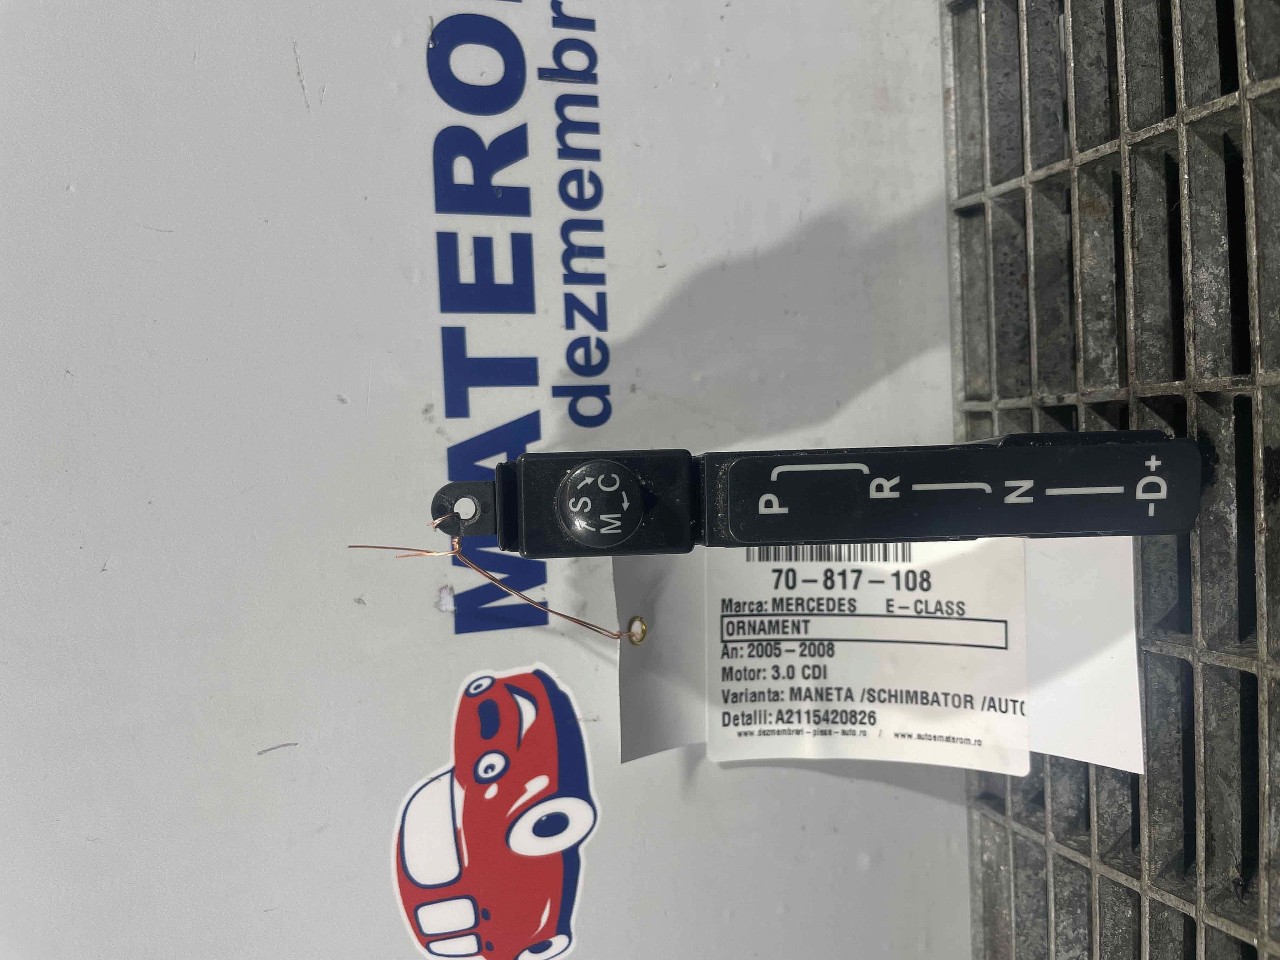 MATERO
dezmembr
S
C
M
P
R
N
-D+
70-817-108
Marca: MERCEDES E-CLASS
ORNAMENT
An: 2005-2008
Motor: 3.0 CDI
Varianta: MANETA /SCHIMBATOR /AUTO
Detalii: A2115420826
www.dezmembrari-piese-auto.ro / www.automaterom.ro